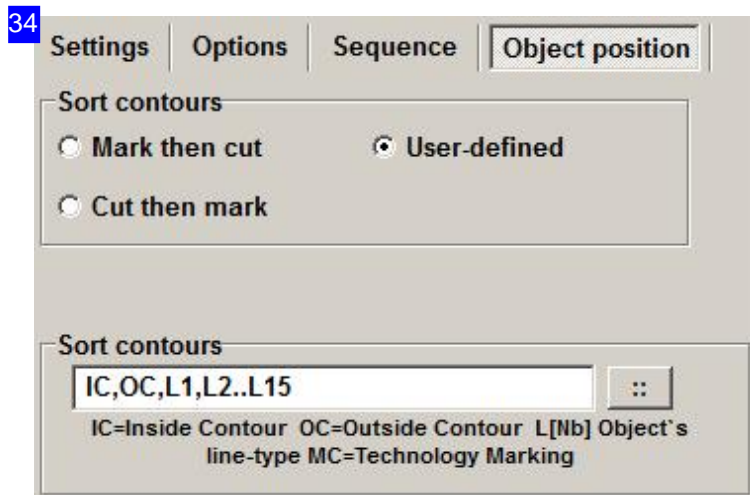 34
Settings Options Sequence Object position
Sort contours
Mark then cut User-defined
Cut then mark
Sort contours
IC,OC,L1,L2..L15 ::
IC=Inside Contour OC=Outside Contour L[Nb] Object`s
line-type MC=Technology Marking